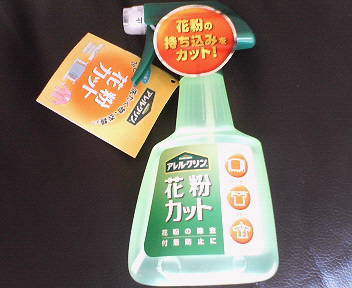 花粉の
持ち込みを
カット!
アレルクリン
花粉
カット
アレルクリン
花粉
カット
花粉の除去
付着防止に